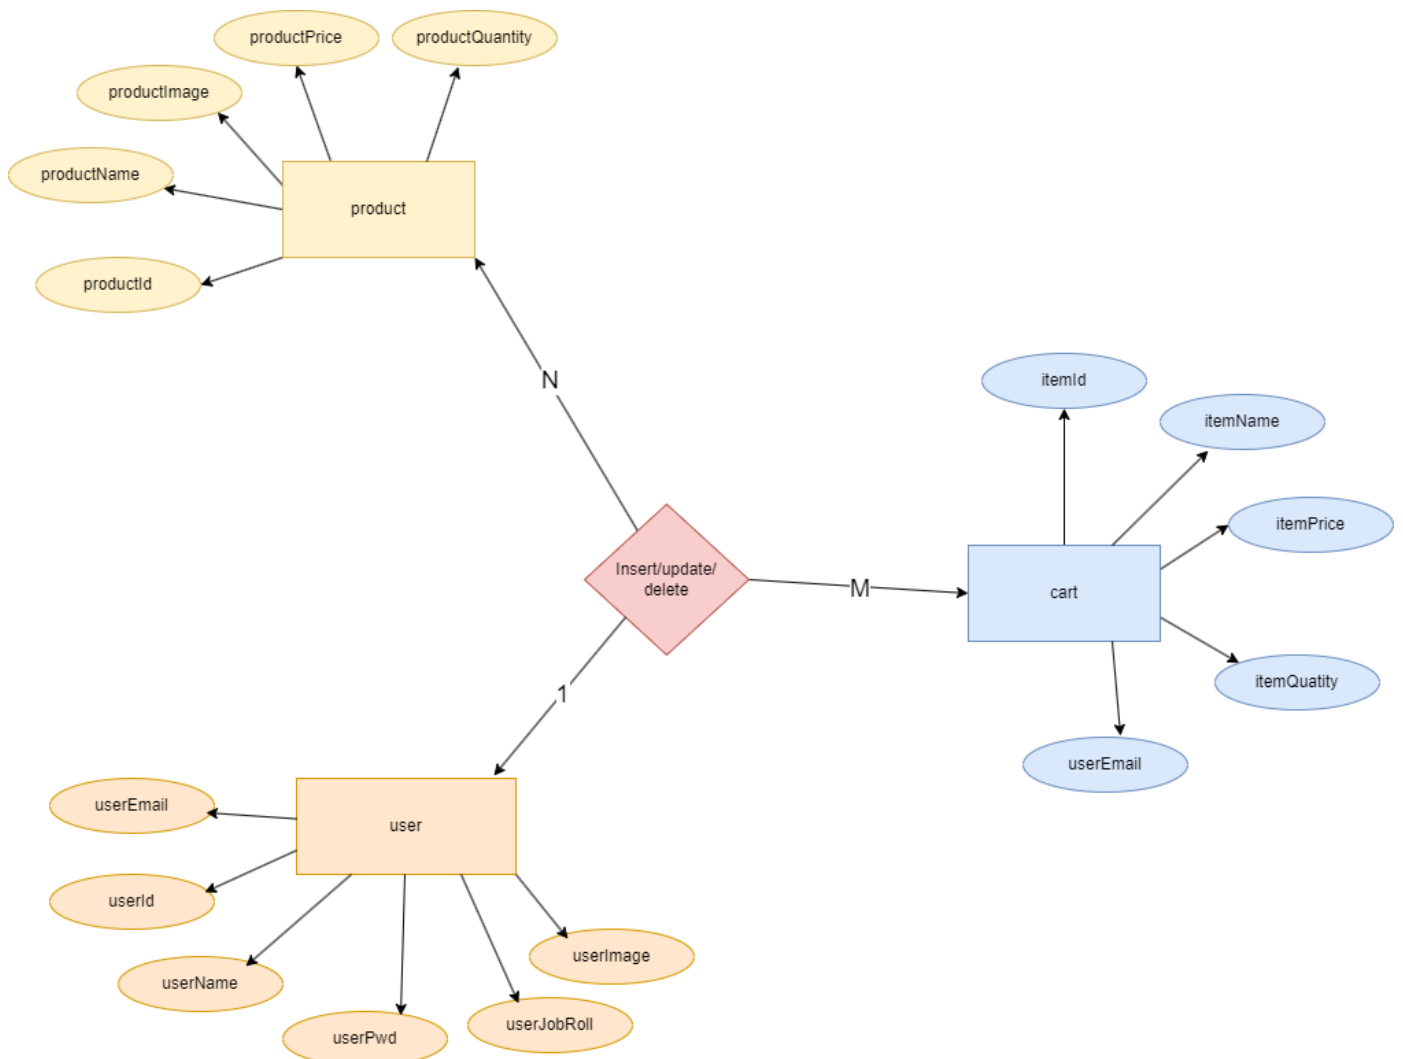 productPrice
productQuantity
productImage
productName
product
productId
N
itemId
itemName
itemPrice
Insert/update/
delete
M
cart
itemQuatity
1
userEmail
userEmail
user
userId
userImage
userName
userJobRoll
userPwd